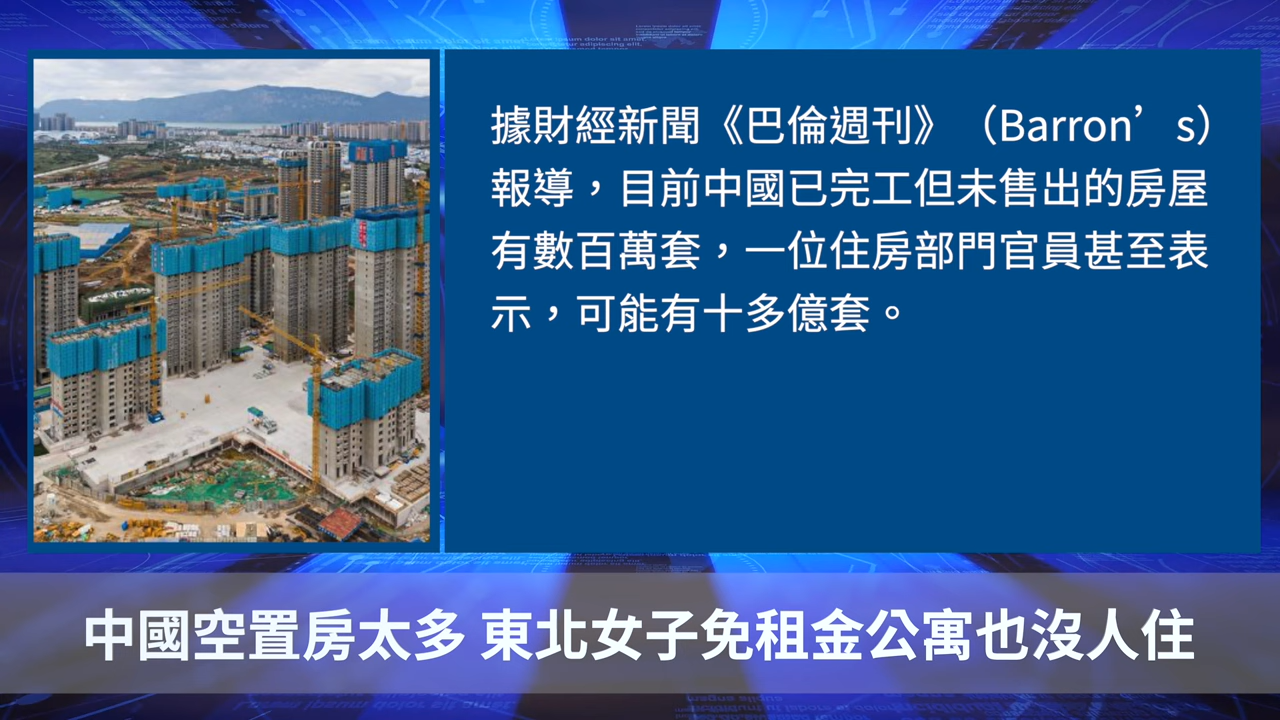 據財經新聞《巴倫週刊》（Barron’s）
報導，目前中國已完工但未售出的房屋
有數百萬套，一位住房部門官員甚至表
示，可能有十多億套。
中國空置房太多 東北女子免租金公寓也沒人住